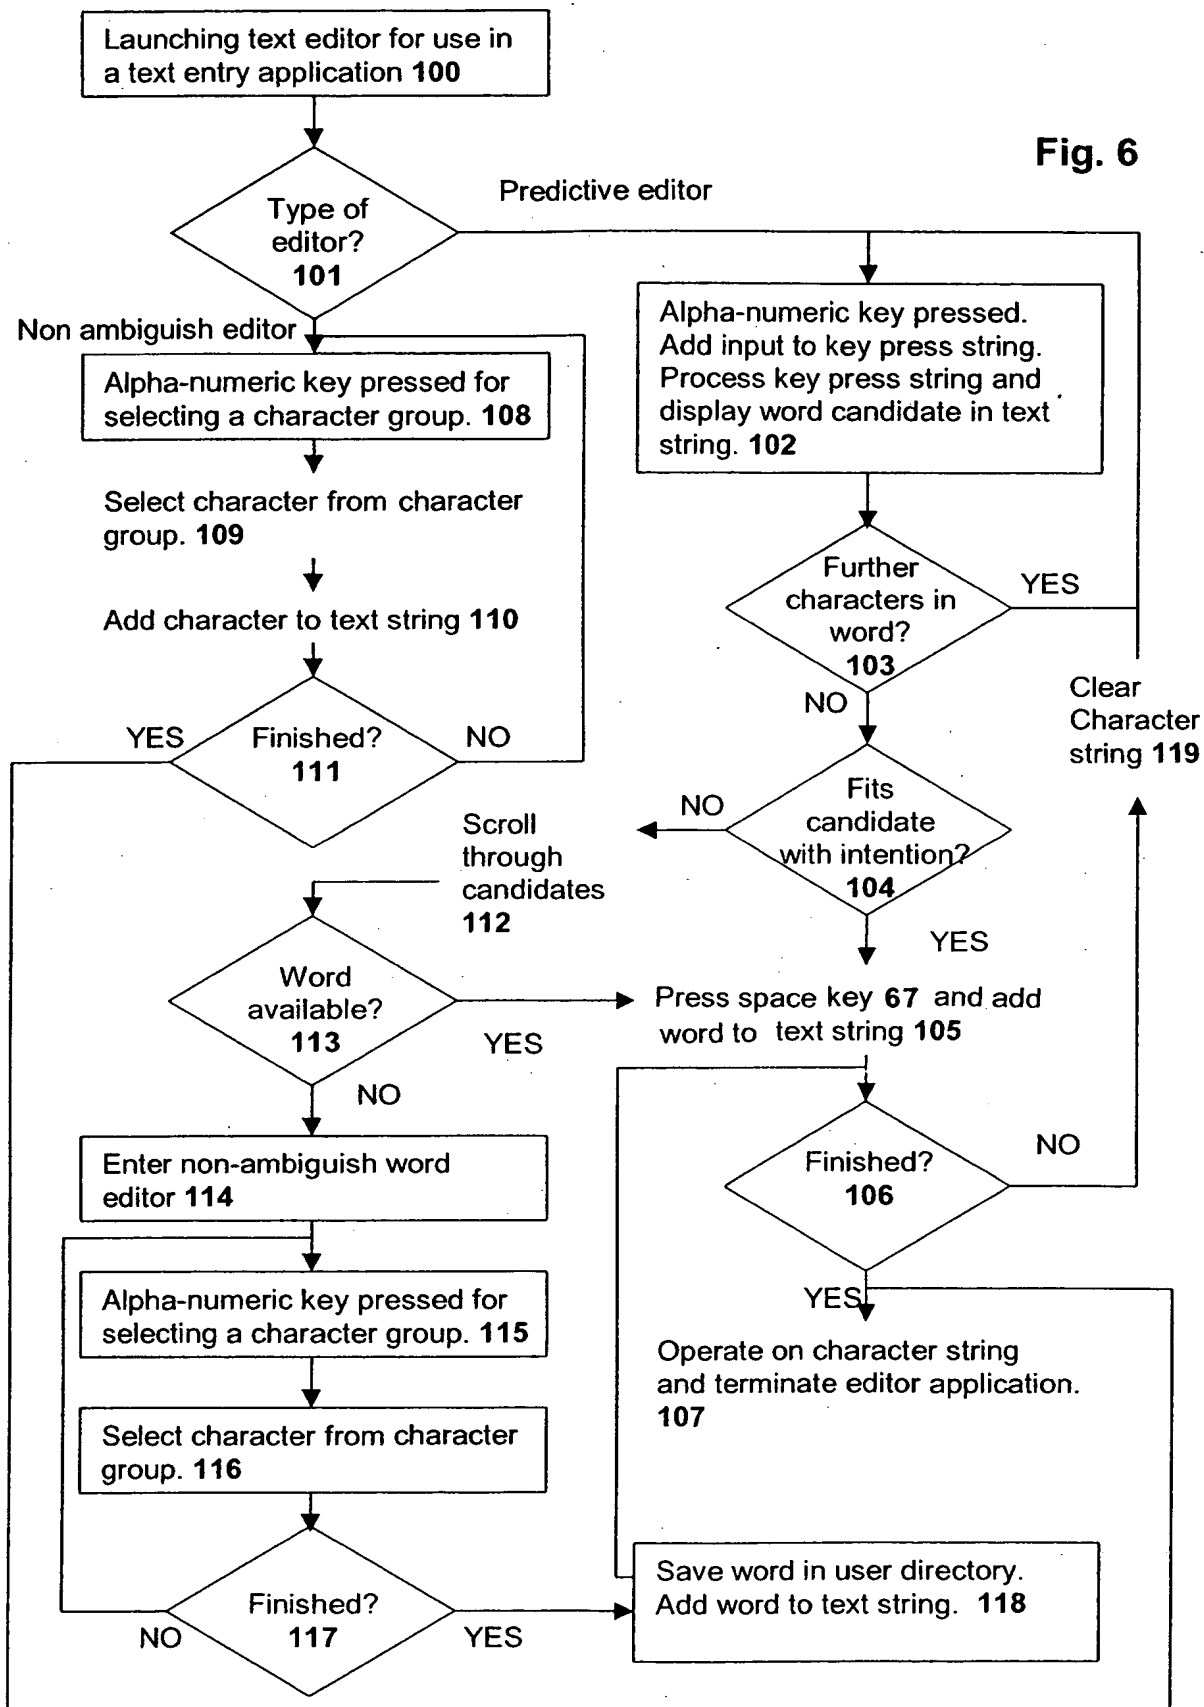 Launching text editor for use in
a text entry application 100
Fig. 6
Type of
editor?
101
Predictive editor
Non ambiguish editor
Alpha-numeric key pressed for
selecting a character group. 108
Select character from character
group. 109
Add character to text string 110
YES
Finished?
111
NO
Alpha-numeric key pressed.
Add input to key press string.
Process key press string and
display word candidate in text
string. 102
Further
characters in
word?
103
YES
NO
Clear
Character
string 119
Fits
candidate
with intention?
104
NO
YES
Scroll
through
candidates
112
Word
available?
113
YES
NO
Press space key 67 and add
word to text string 105
Finished?
106
NO
YES
Operate on character string
and terminate editor application.
107
Enter non-ambiguish word
editor 114
Alpha-numeric key pressed for
selecting a character group. 115
Select character from character
group. 116
Finished?
117
NO
YES
Save word in user directory.
Add word to text string. 118